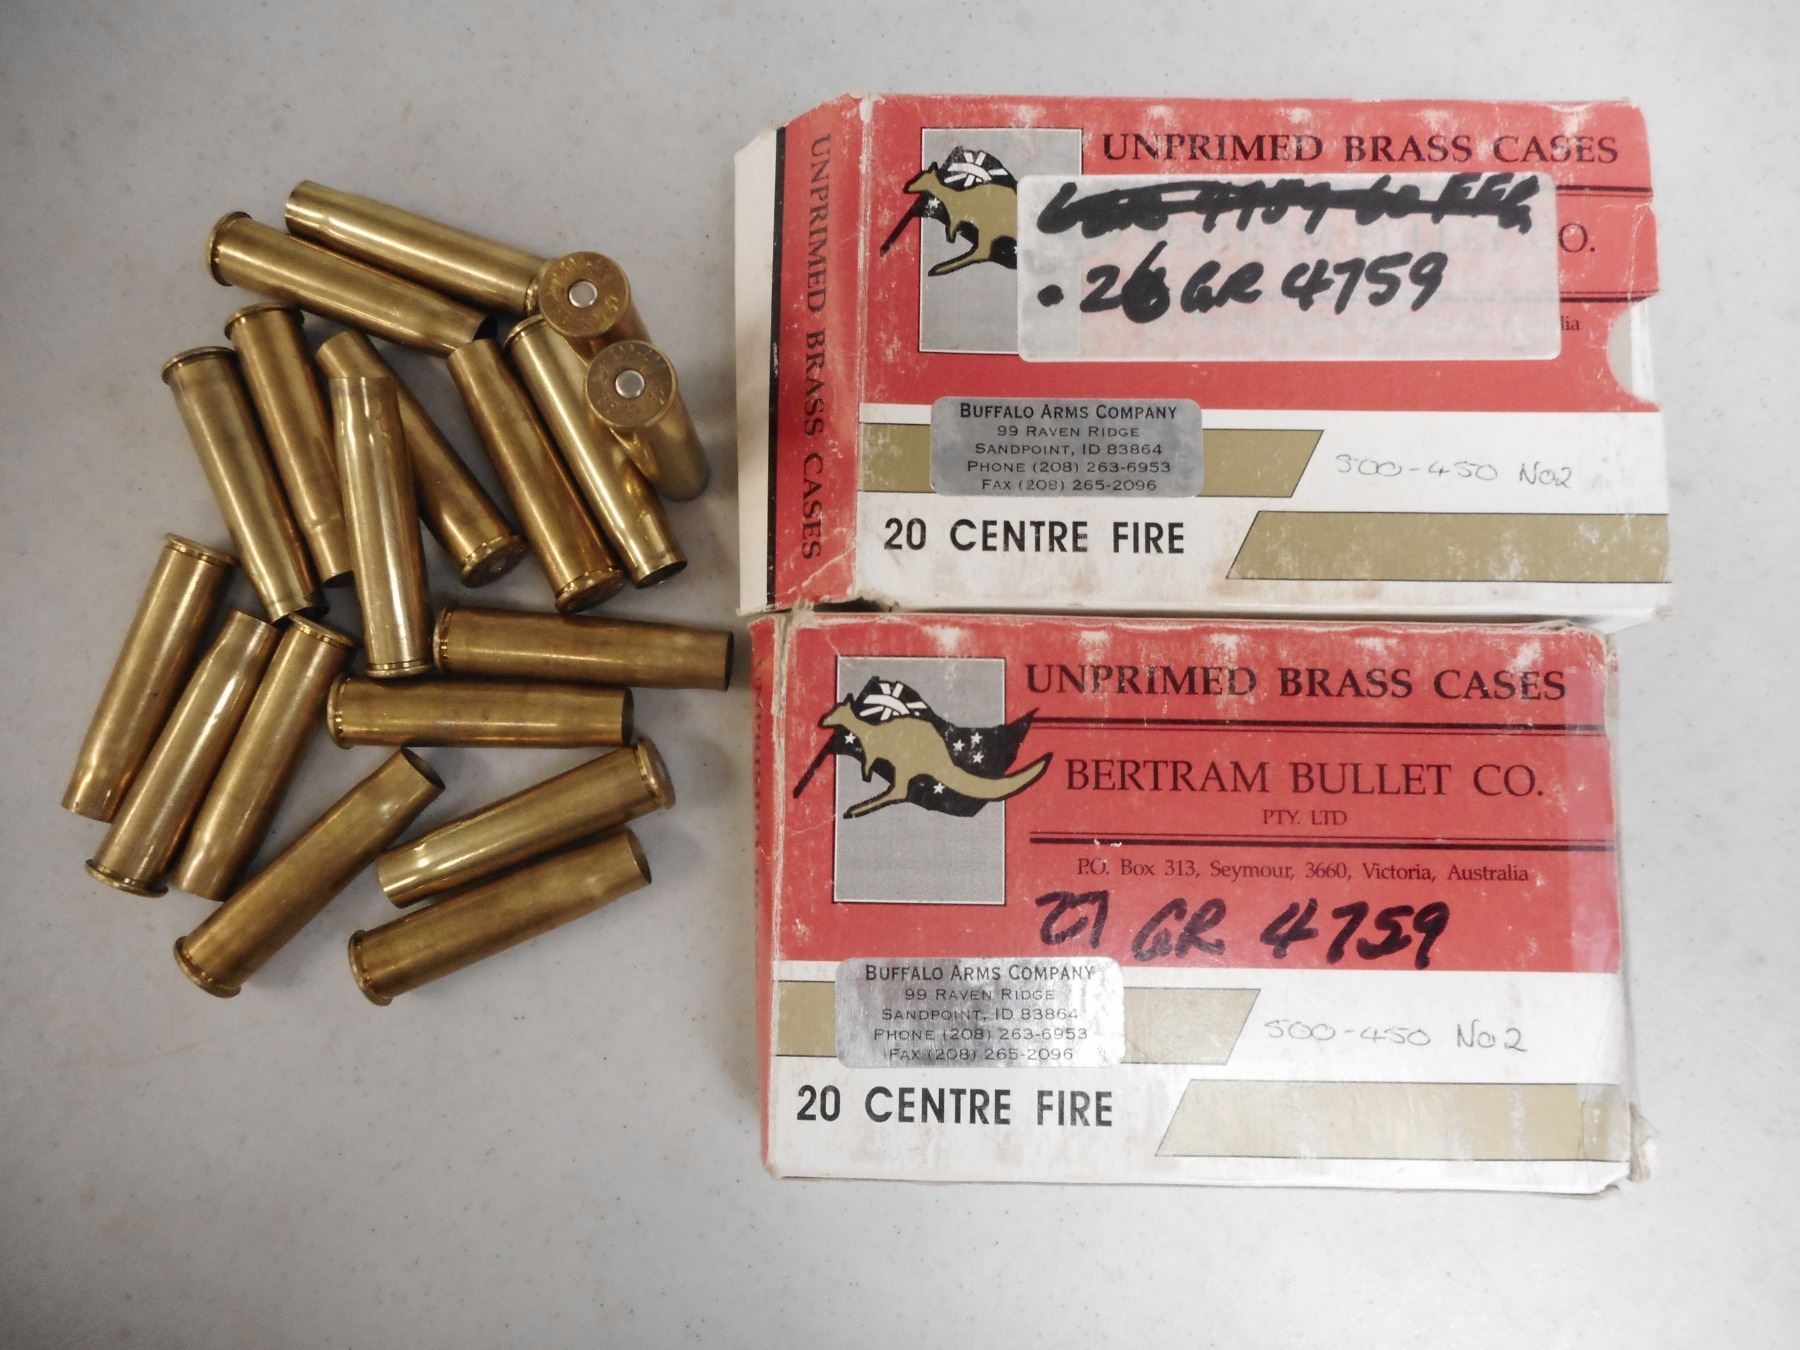 UNPRIMED BRASS CASES
UNPRIMED BRASS CASES
CO.
.26 GR 4759
lia
BUFFALO ARMS COMPANY
99 RAVEN RIDGE
SANDPOINT, ID 83864
PHONE (208) 263-6953
FAX (208) 265-2096
500-450 No2
20 CENTRE FIRE
UNPRIMED BRASS CASES
BERTRAM BULLET CO.
PTY. LTD
P.O. Box 313, Seymour, 3660, Victoria, Australia
27 GR 4759
BUFFALO ARMS COMPANY
99 RAVEN RIDGE
SANDPOINT, ID 83864
PHONE (208) 263-6953
FAX (208) 265-2096
500-450 No2
20 CENTRE FIRE